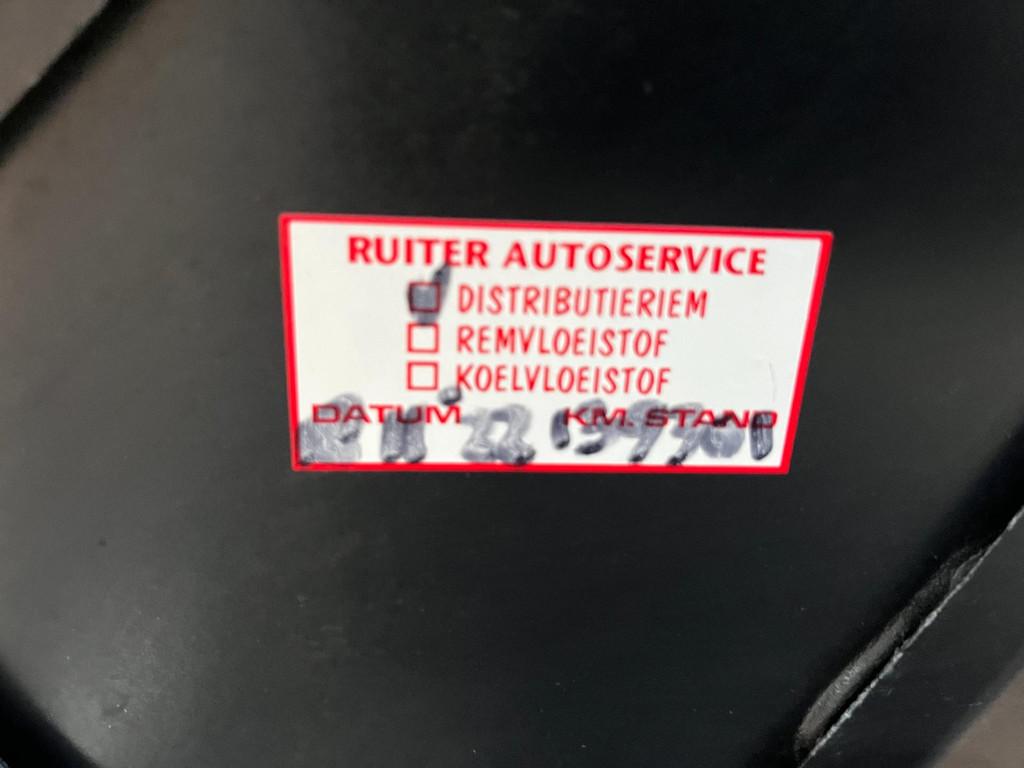 RUITER AUTOSERVICE
DISTRIBUTIERIEM
REMVLOEISTOF
KOELVLOEISTOF
DATUM KM. STAND